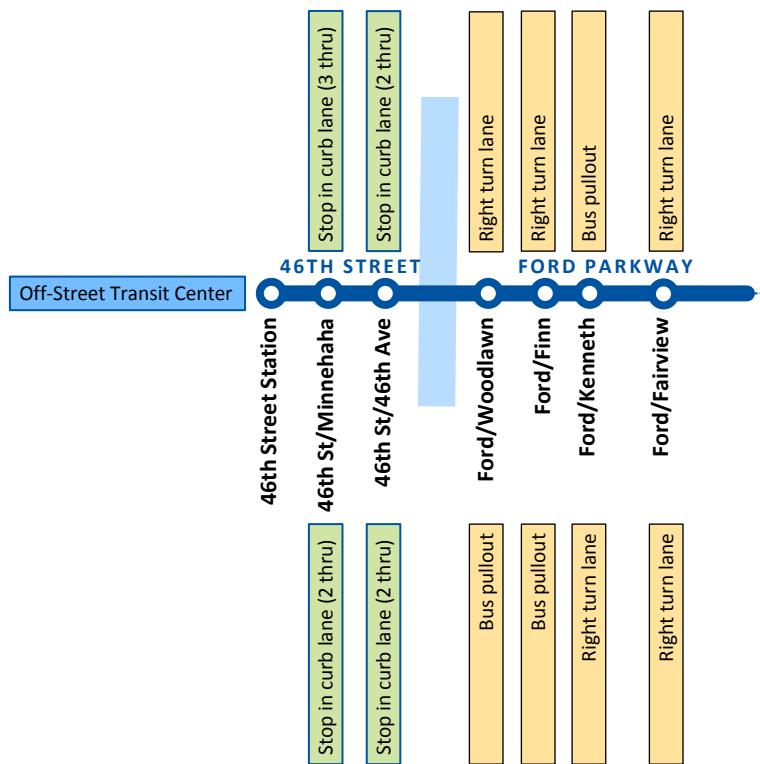 Stop in curb lane (3 thru)
Stop in curb lane (2 thru)
Right turn lane
Right turn lane
Bus pullout
Right turn lane
46TH STREET
FORD PARKWAY
Off-Street Transit Center
46th Street Station
46th St/Minnehaha
46th St/46th Ave
Ford/Woodlawn
Ford/Finn
Ford/Kenneth
Ford/Fairview
Stop in curb lane (2 thru)
Stop in curb lane (2 thru)
Bus pullout
Bus pullout
Right turn lane
Right turn lane